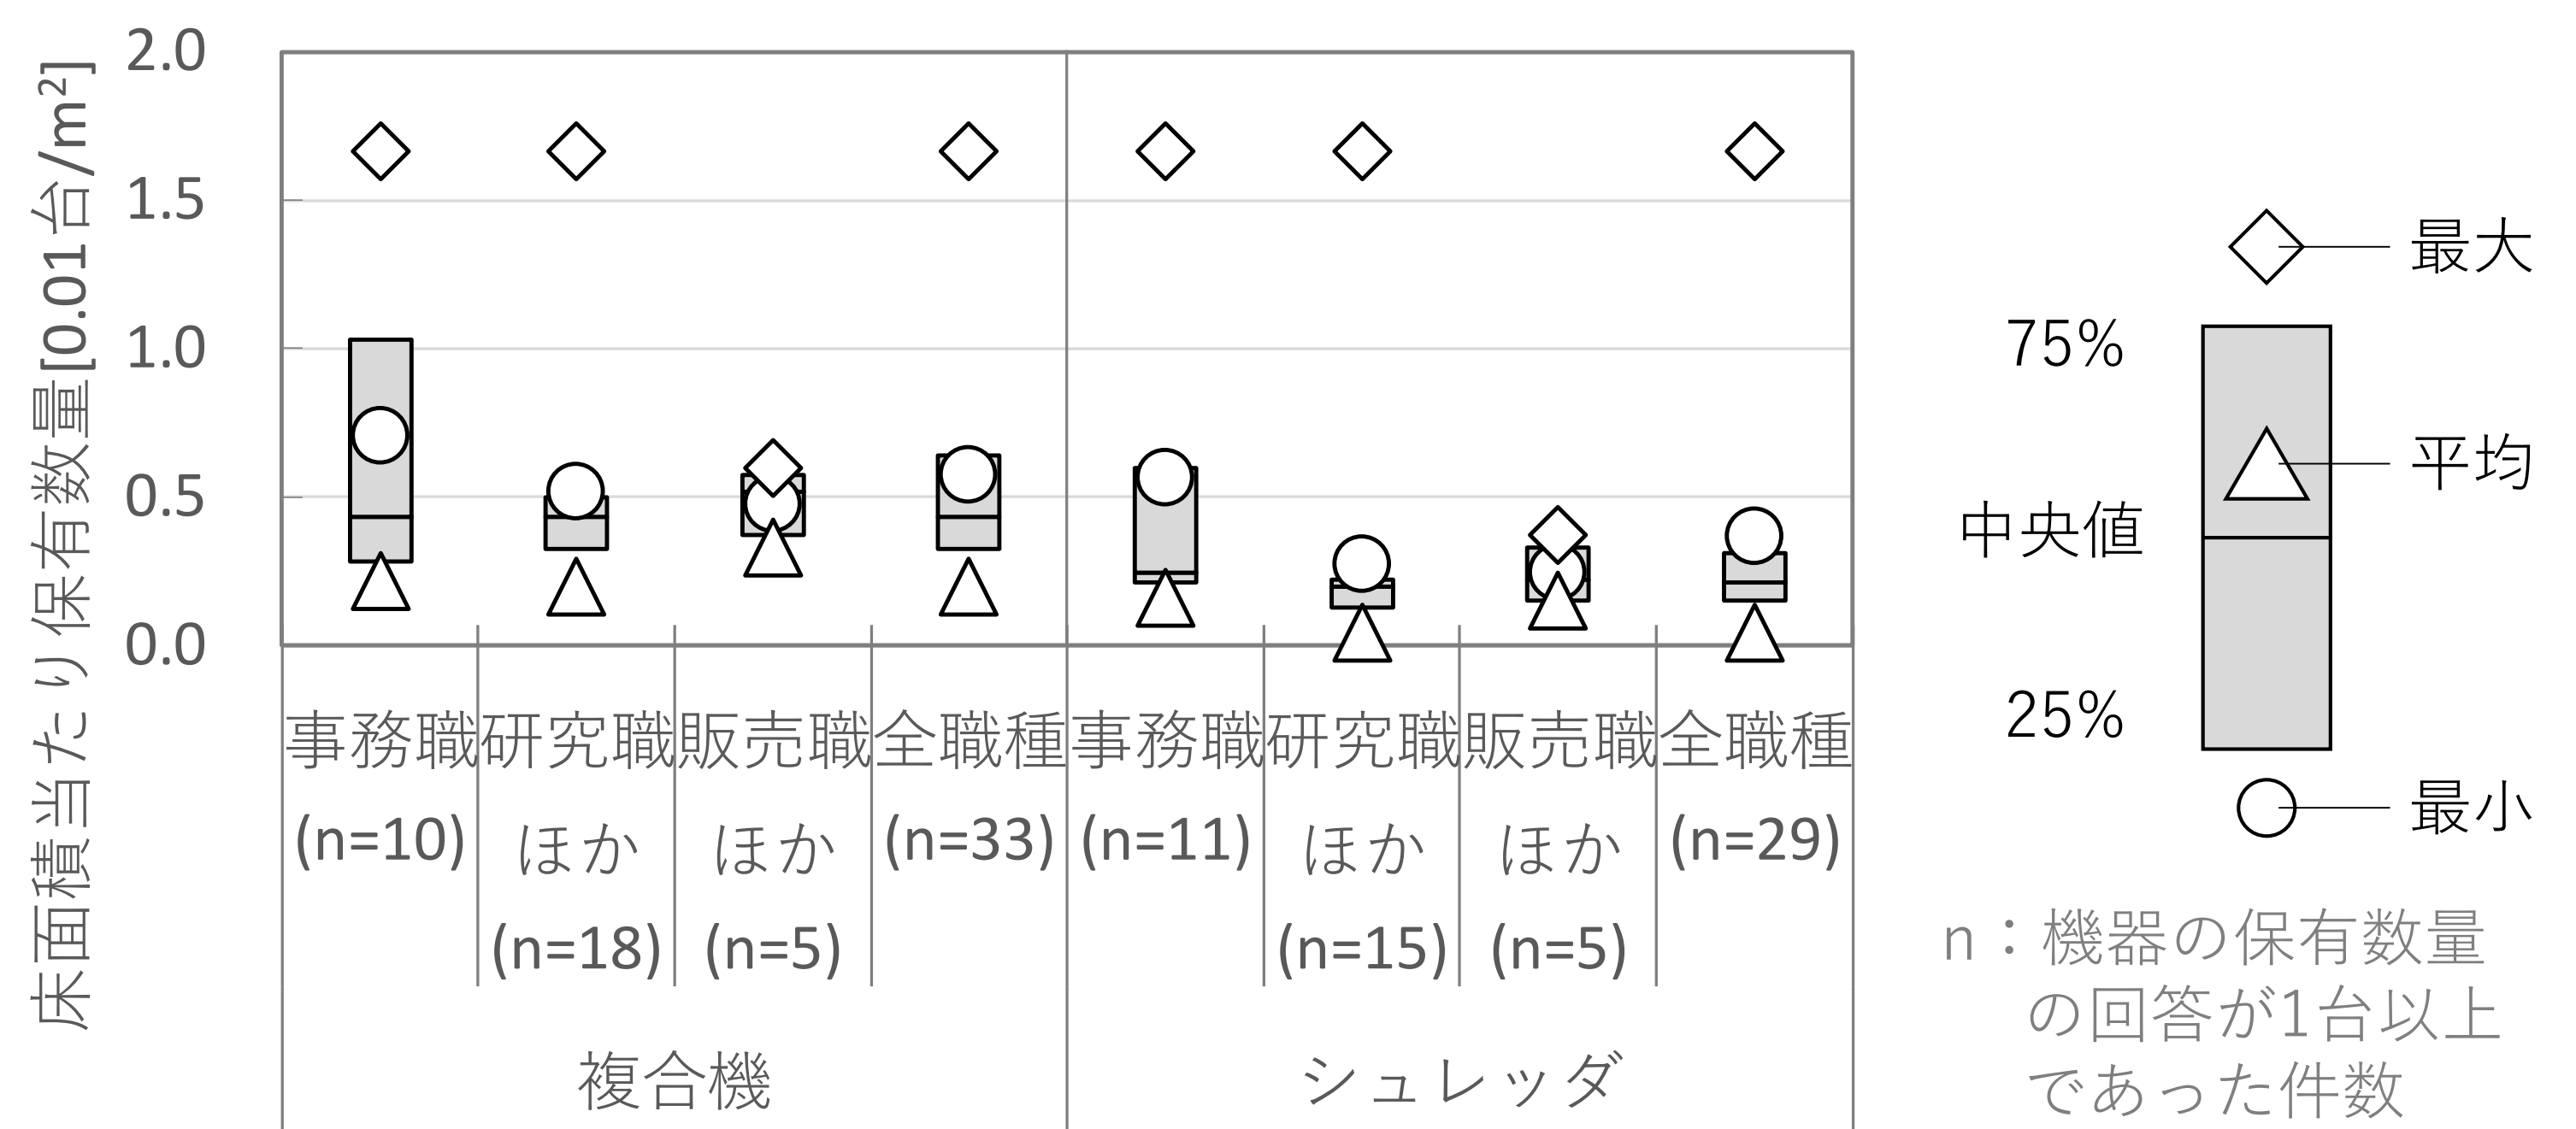 床面積当たり保有数量[0.01台/m²]
2.0
1.5
1.0
0.5
0.0
事務職
(n=10)
研究職
ほか
(n=18)
販売職
ほか
(n=5)
全職種
(n=33)
事務職
(n=11)
研究職
ほか
(n=15)
販売職
ほか
(n=5)
全職種
(n=29)
複合機
シュレッダ
最大
75%
平均
中央値
25%
最小
n：機器の保有数量
の回答が1台以上
であった件数